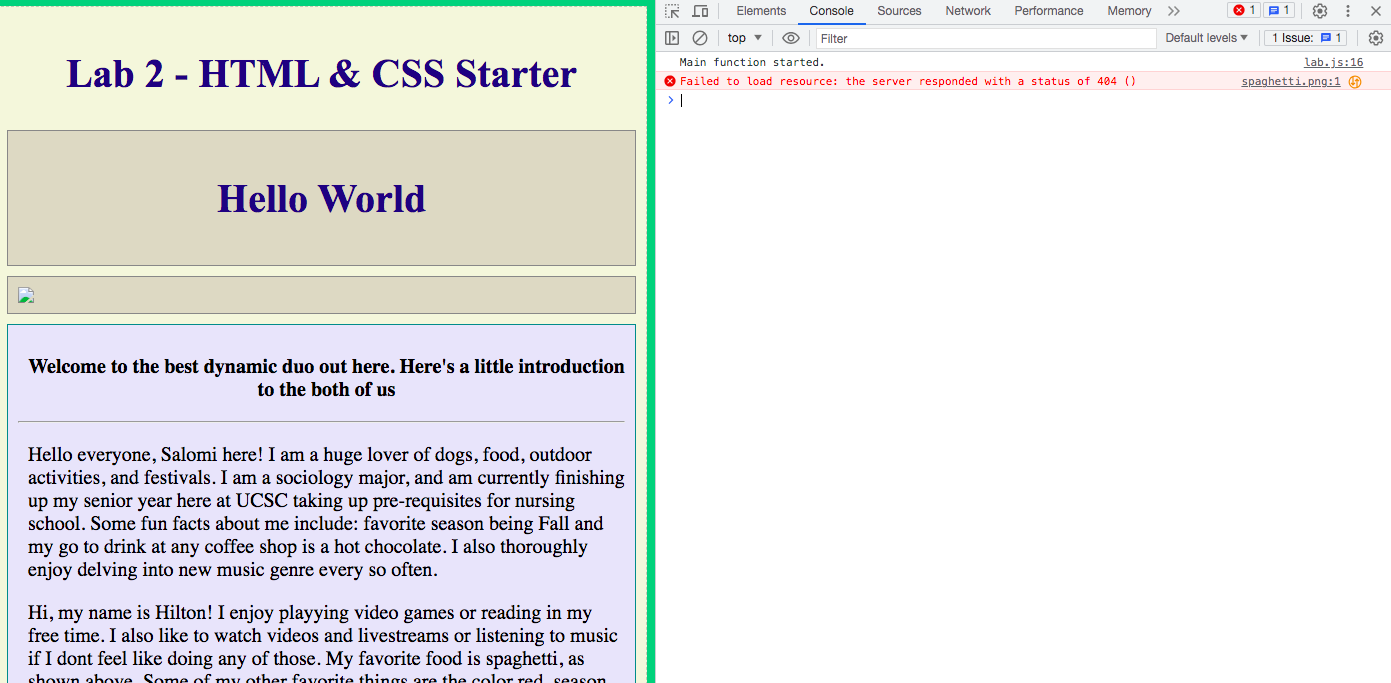 Lab 2 - HTML & CSS Starter
Hello World
Welcome to the best dynamic duo out here. Here's a little introduction
to the both of us
Hello everyone, Salomi here! I am a huge lover of dogs, food, outdoor
activities, and festivals. I am a sociology major, and am currently finishing
up my senior year here at UCSC taking up pre-requisites for nursing
school. Some fun facts about me include: favorite season being Fall and
my go to drink at any coffee shop is a hot chocolate. I also thoroughly
enjoy delving into new music genre every so often.
Hi, my name is Hilton! I enjoy playying video games or reading in my
free time. I also like to watch videos and livestreams or listening to music
if I dont feel like doing any of those. My favorite food is spaghetti, as
shown above. Some of my other favorite things are the color red, season
Elements Console Sources Network Performance Memory 1 1
top Filter Default levels 1 Issue: 1
Main function started. lab.js:16
Failed to load resource: the server responded with a status of 404 () spaghetti.png:1